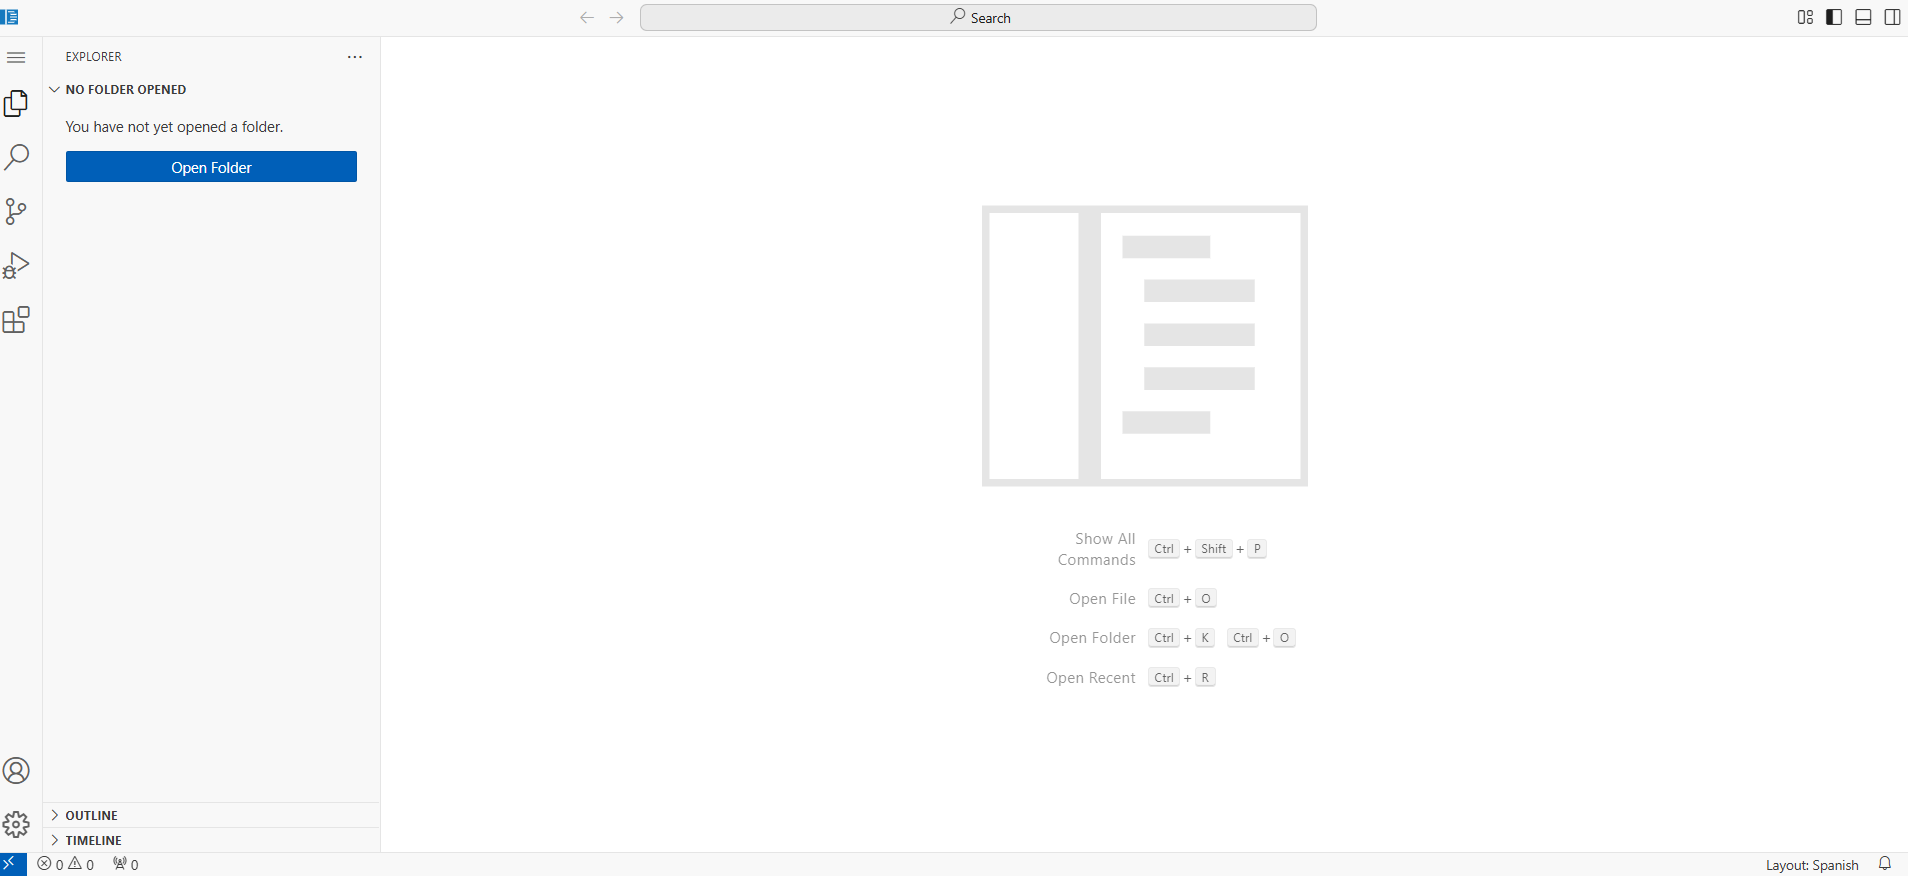 Search
EXPLORER
NO FOLDER OPENED
You have not yet opened a folder.
Open Folder
Show All
Commands
Ctrl + Shift + P
Open File Ctrl + O
Open Folder Ctrl + K Ctrl + O
Open Recent Ctrl + R
OUTLINE
TIMELINE
0 0 0
Layout: Spanish